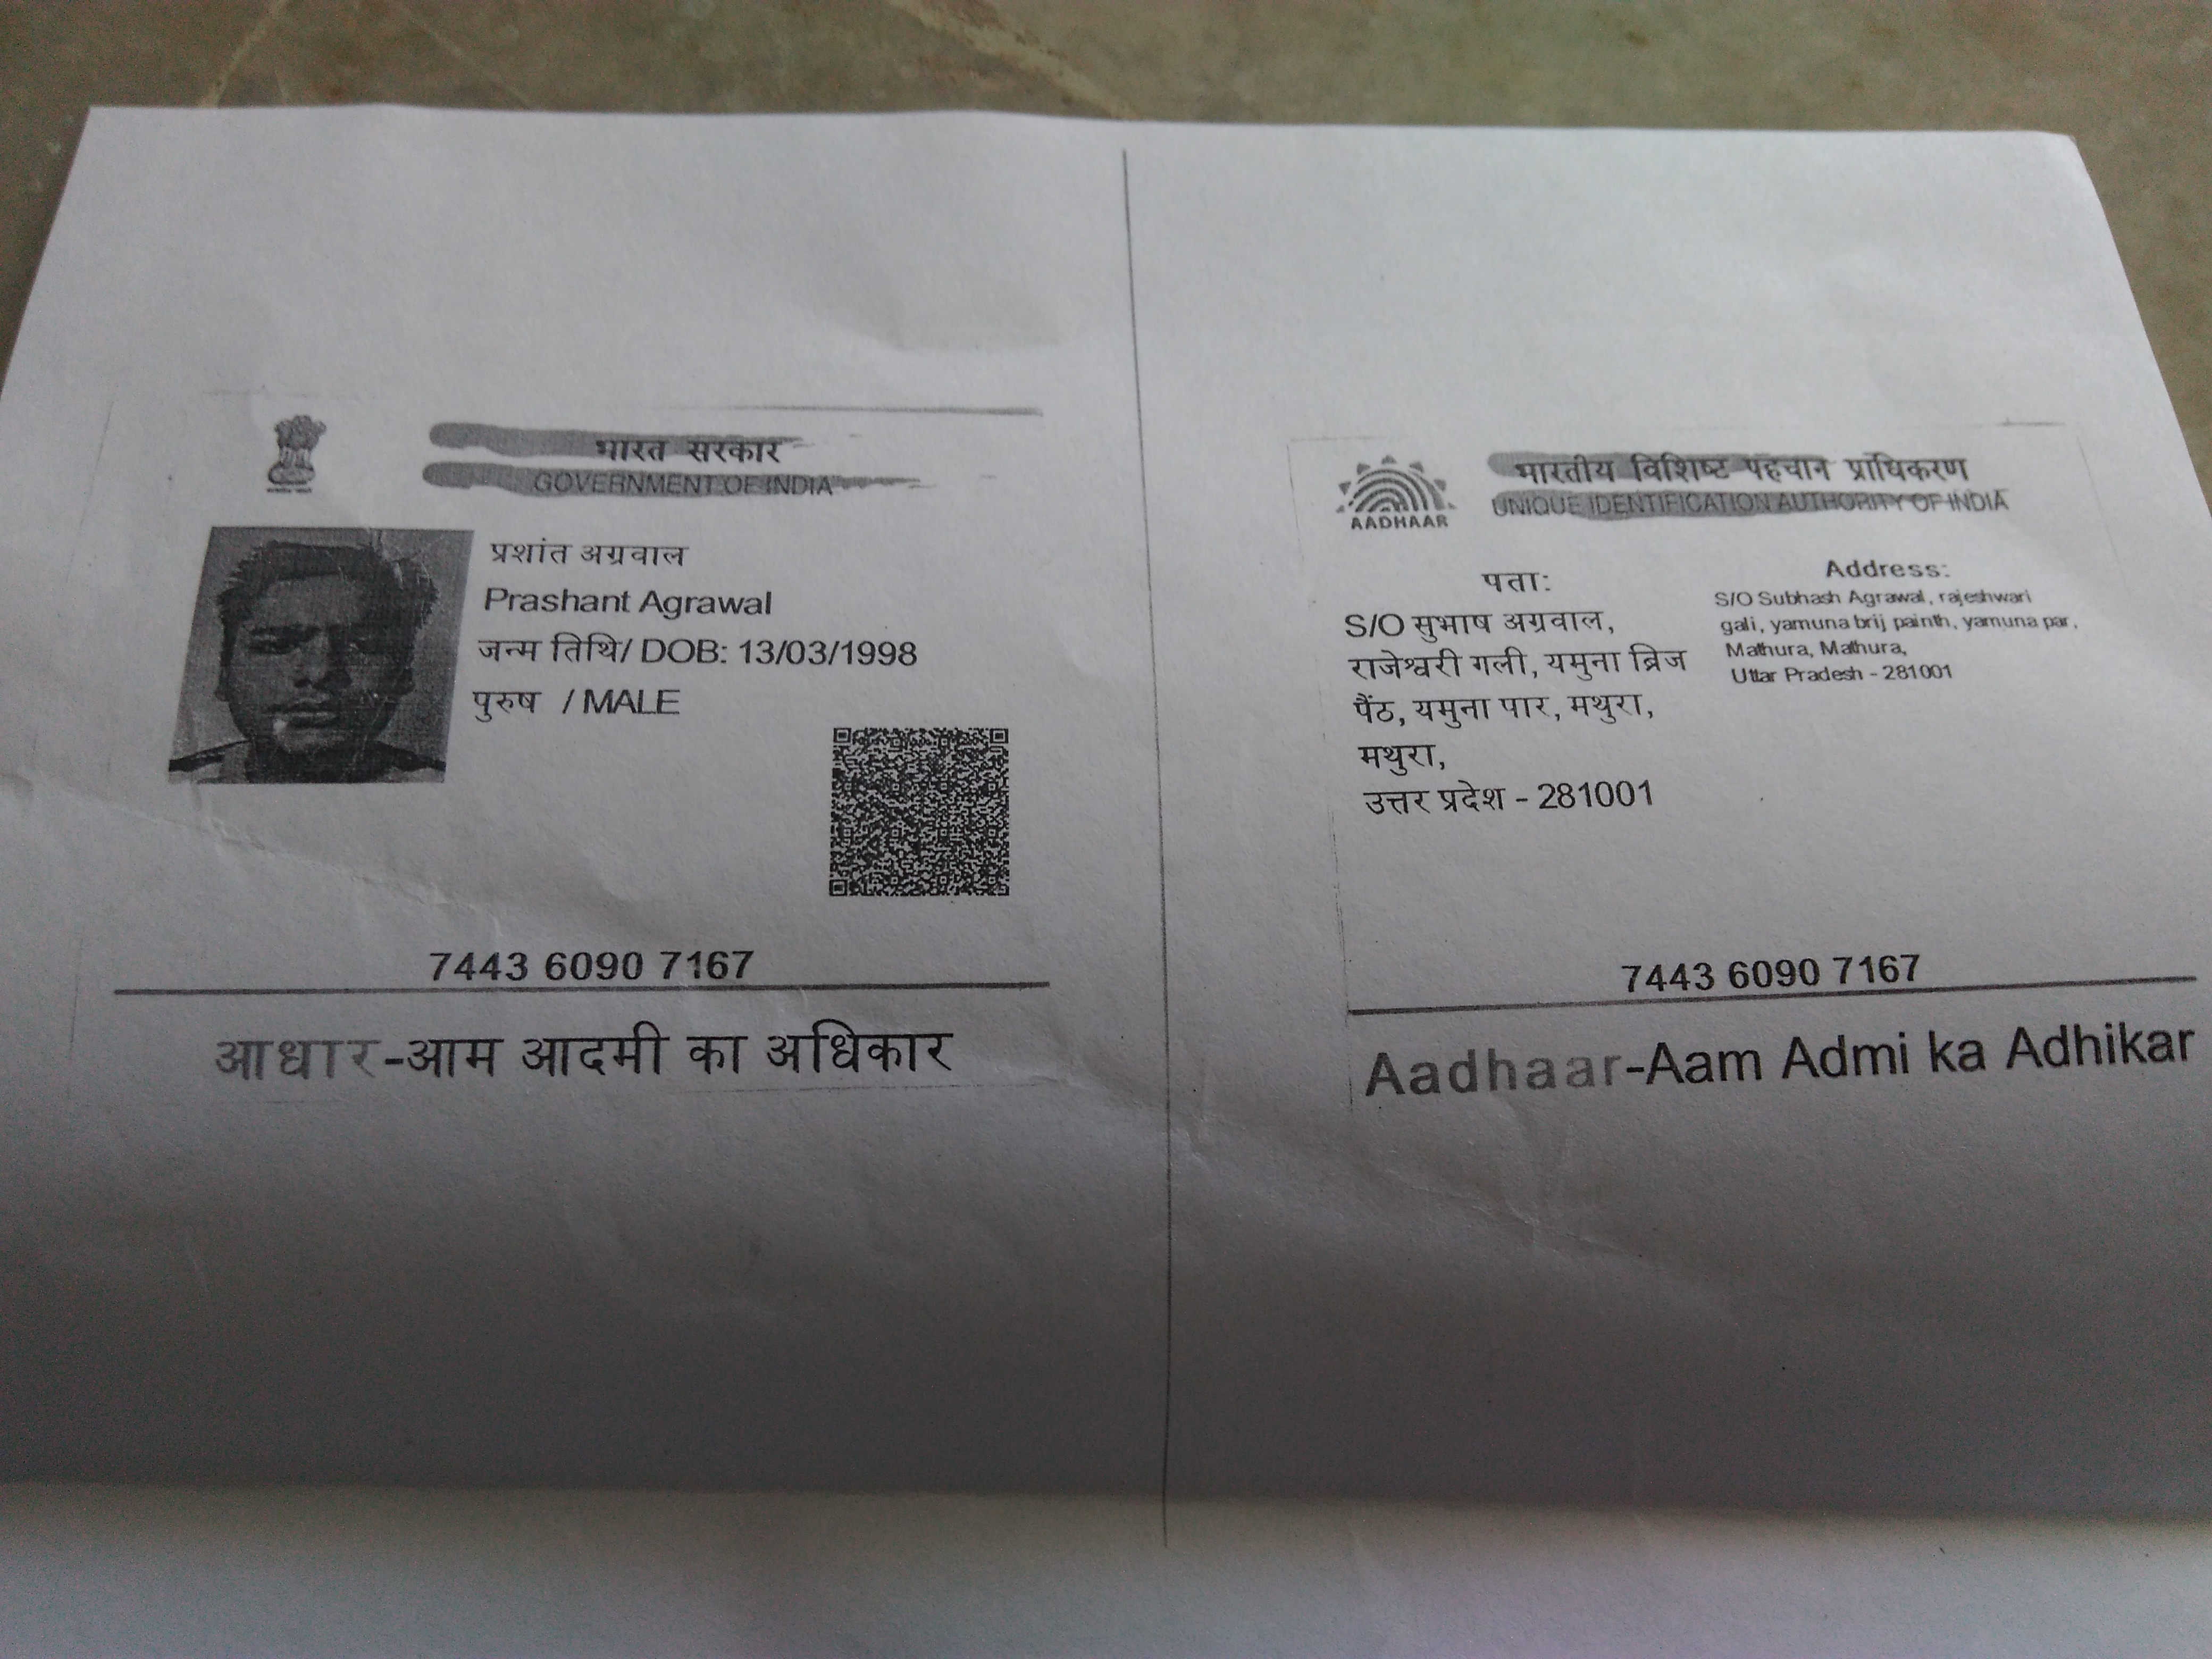 भारत सरकार
GOVERNMENT OF INDIA
प्रशांत अग्रवाल
Prashant Agrawal
जन्म तिथि/ DOB: 13/03/1998
पुरुष / MALE
7443 6090 7167
आधार-आम आदमी का अधिकार
भारतीय विशिष्ट पहचान प्राधिकरण
UNIQUE IDENTIFICATION AUTHORITY OF INDIA
AADHAAR
पता:
S/O सुभाष अग्रवाल,
राजेश्वरी गली, यमुना ब्रिज
पैंठ, यमुना पार, मथुरा,
मथुरा,
उत्तर प्रदेश - 281001
Address:
S/O Subhash Agrawal, rajeshwari
gali, yamuna brij painth, yamuna par,
Mathura, Mathura,
Uttar Pradesh - 281001
7443 6090 7167
Aadhaar-Aam Admi ka Adhikar